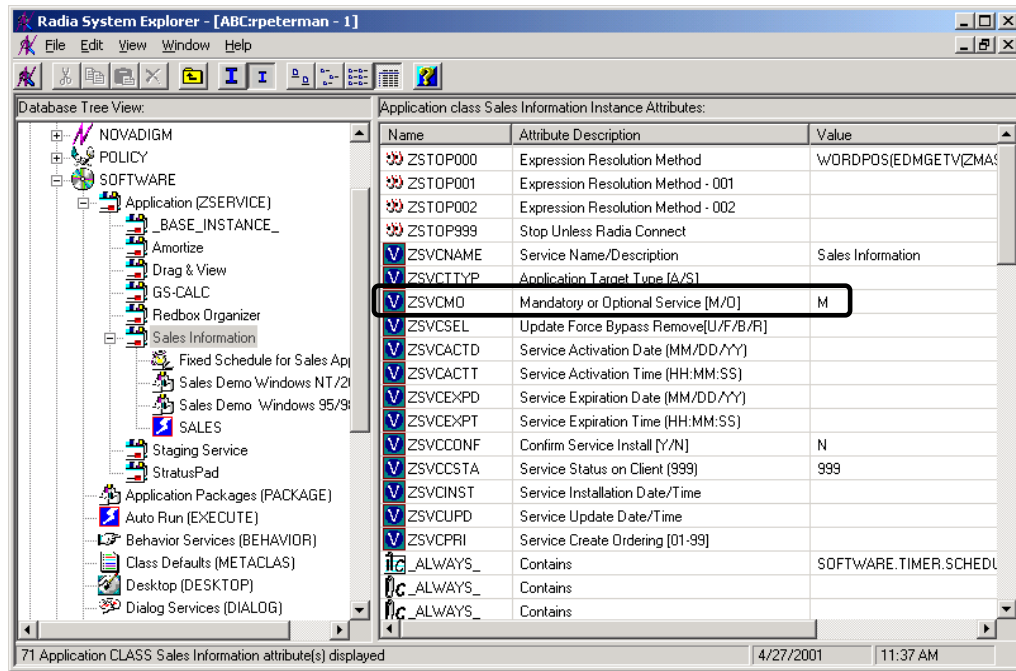 Radia System Explorer - [ABC:rpeterman - 1]
File Edit View Window Help
Database Tree View:
NOVADIGM
POLICY
SOFTWARE
Application (ZSERVICE)
_BASE_INSTANCE_
Amortize
Drag & View
GS-CALC
Redbox Organizer
Sales Information
Fixed Schedule for Sales Ap
Sales Demo Windows NT/2
Sales Demo Windows 95/9
SALES
Staging Service
StratusPad
Application Packages (PACKAGE)
Auto Run (EXECUTE)
Behavior Services (BEHAVIOR)
Class Defaults (METACLAS)
Desktop (DESKTOP)
Dialog Services (DIALOG)
Application class Sales Information Instance Attributes:
Name Attribute Description Value
ZSTOP000 Expression Resolution Method WORDPOS(EDMGETV(ZMAS
ZSTOP001 Expression Resolution Method - 001
ZSTOP002 Expression Resolution Method - 002
ZSTOP999 Stop Unless Radia Connect
ZSVCNAME Service Name/Description Sales Information
ZSVCTTYP Application Target Type [A/S]
ZSVCMO Mandatory or Optional Service [M/O] M
ZSVCSEL Update Force Bypass Remove[U/F/B/R]
ZSVCACTD Service Activation Date (MM/DD/YY)
ZSVCACTT Service Activation Time (HH:MM:SS)
ZSVCEXPD Service Expiration Date (MM/DD/YY)
ZSVCEXPT Service Expiration Time (HH:MM:SS)
ZSVCCONF Confirm Service Install [Y/N] N
ZSVCCSTA Service Status on Client (999) 999
ZSVCINST Service Installation Date/Time
ZSVCUPD Service Update Date/Time
ZSVCPRI Service Create Ordering [01-99]
_ALWAYS_ Contains SOFTWARE.TIMER.SCHEDU
_ALWAYS_ Contains
_ALWAYS_ Contains
71 Application CLASS Sales Information attribute(s) displayed 4/27/2001 11:37 AM